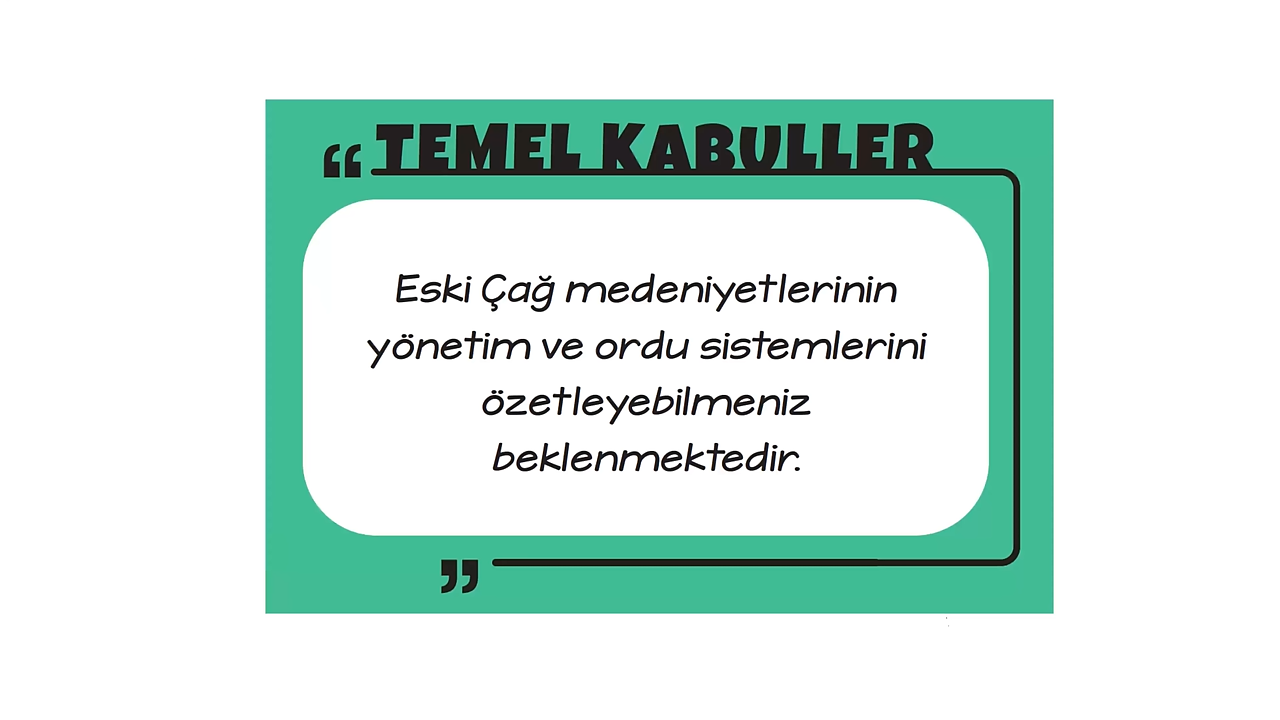 “ TEMEL KABULLER
Eski Çağ medeniyetlerinin
yönetim ve ordu sistemlerini
özetleyebilmeniz
beklenmektedir.
”